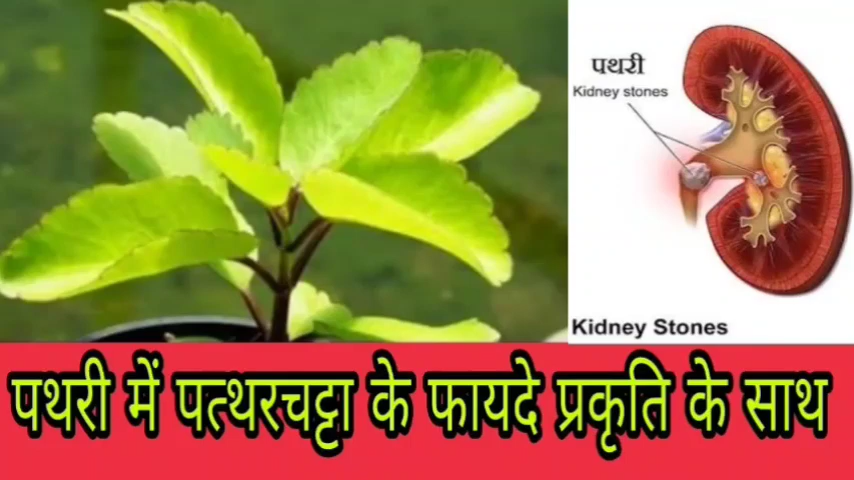 पथरी
Kidney stones
Kidney Stones
पथरी में पत्थरचट्टा के फायदे प्रकृति के साथ